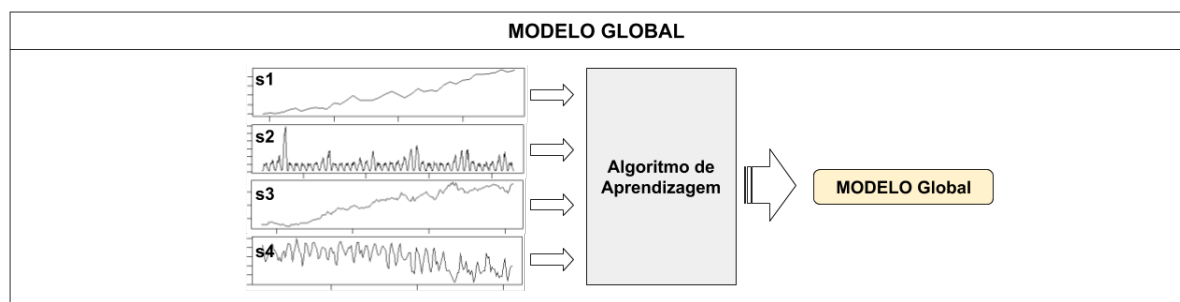 MODELO GLOBAL
s1
s2
s3
s4
Algoritmo de
Aprendizagem
MODELO Global